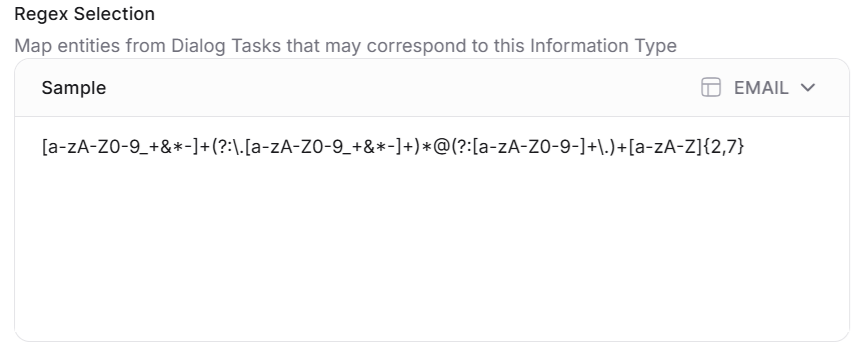 Regex Selection
Map entities from Dialog Tasks that may correspond to this Information Type
Sample
EMAIL
[a-zA-Z0-9_+&*-]+(?:\.[a-zA-Z0-9_+&*-]+)*@(?:[a-zA-Z0-9-]+\.)+[a-zA-Z]{2,7}